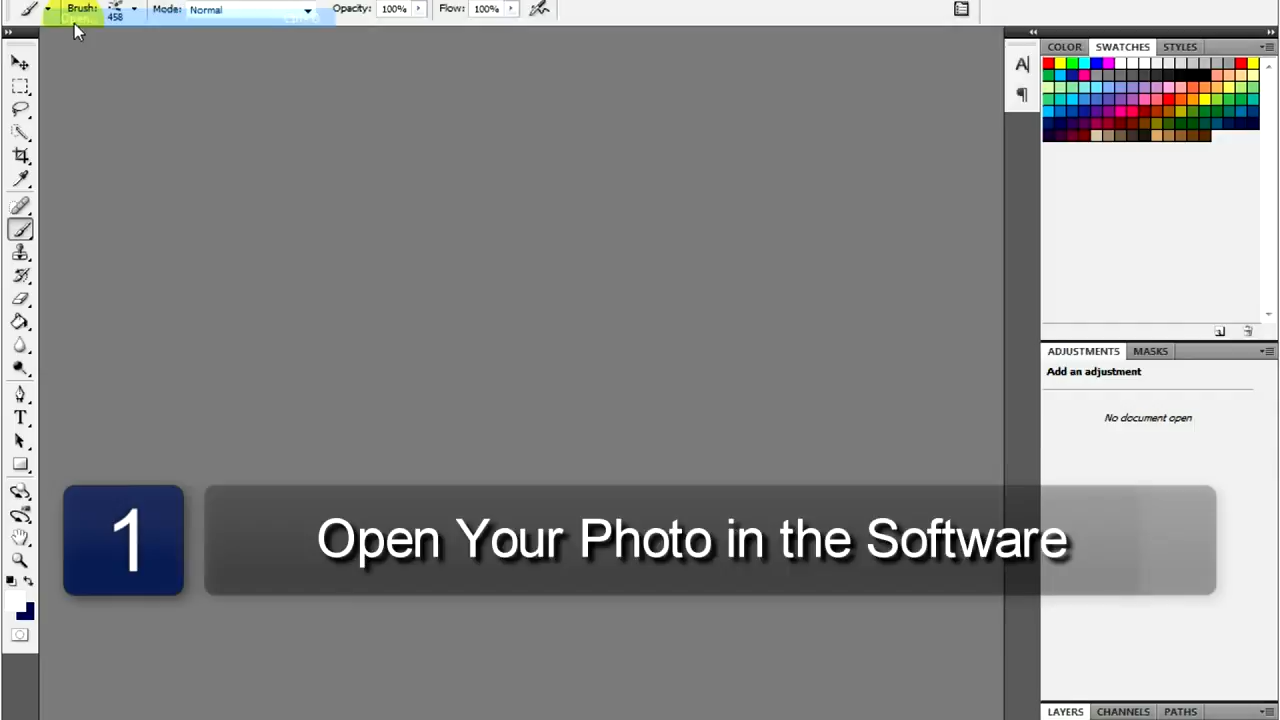 Brush: 458 Mode: Normal Opacity: 100% Flow: 100%
Open...
COLOR SWATCHES STYLES
A
ADJUSTMENTS MASKS
Add an adjustment
No document open
T
1
Open Your Photo in the Software
LAYERS CHANNELS PATHS